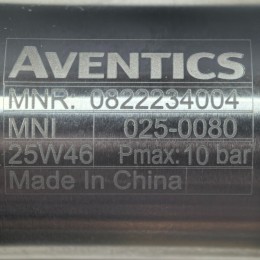 AVENTICS
MNR. 0822234004
MNI 025-0080
25W46 Pmax: 10 bar
Made In China